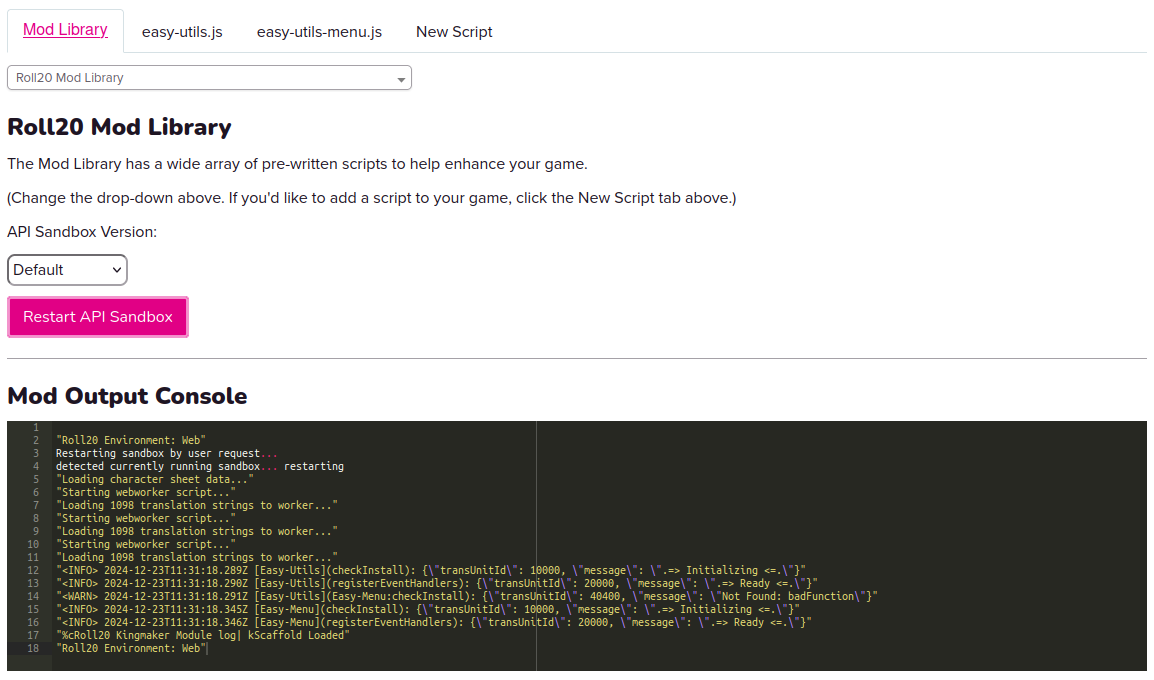 Mod Library easy-utils.js easy-utils-menu.js New Script
Roll20 Mod Library
Roll20 Mod Library
The Mod Library has a wide array of pre-written scripts to help enhance your game.
(Change the drop-down above. If you'd like to add a script to your game, click the New Script tab above.)
API Sandbox Version:
Default
Restart API Sandbox
Mod Output Console
1
2 "Roll20 Environment: Web"
3 Restarting sandbox by user request...
4 detected currently running sandbox... restarting
5 "Loading character sheet data..."
6 "Starting webworker script..."
7 "Loading 1098 translation strings to worker..."
8 "Starting webworker script..."
9 "Loading 1098 translation strings to worker..."
10 "Starting webworker script..."
11 "Loading 1098 translation strings to worker..."
12 "<INFO> 2024-12-23T11:31:18.289Z [Easy-Utils](checkInstall): {\"transUnitId\": 10000, \"message\": \".=> Initializing <=.\"}"
13 "<INFO> 2024-12-23T11:31:18.290Z [Easy-Utils](registerEventHandlers): {\"transUnitId\": 20000, \"message\": \".=> Ready <=.\"}"
14 "<WARN> 2024-12-23T11:31:18.291Z [Easy-Utils](Easy-Menu:checkInstall): {\"transUnitId\": 40400, \"message\": \"Not Found: badFunction\"}"
15 "<INFO> 2024-12-23T11:31:18.345Z [Easy-Menu](checkInstall): {\"transUnitId\": 10000, \"message\": \".=> Initializing <=.\"}"
16 "<INFO> 2024-12-23T11:31:18.346Z [Easy-Menu](registerEventHandlers): {\"transUnitId\": 20000, \"message\": \".=> Ready <=.\"}"
17 "%cRoll20 Kingmaker Module log| kScaffold Loaded"
18 "Roll20 Environment: Web"